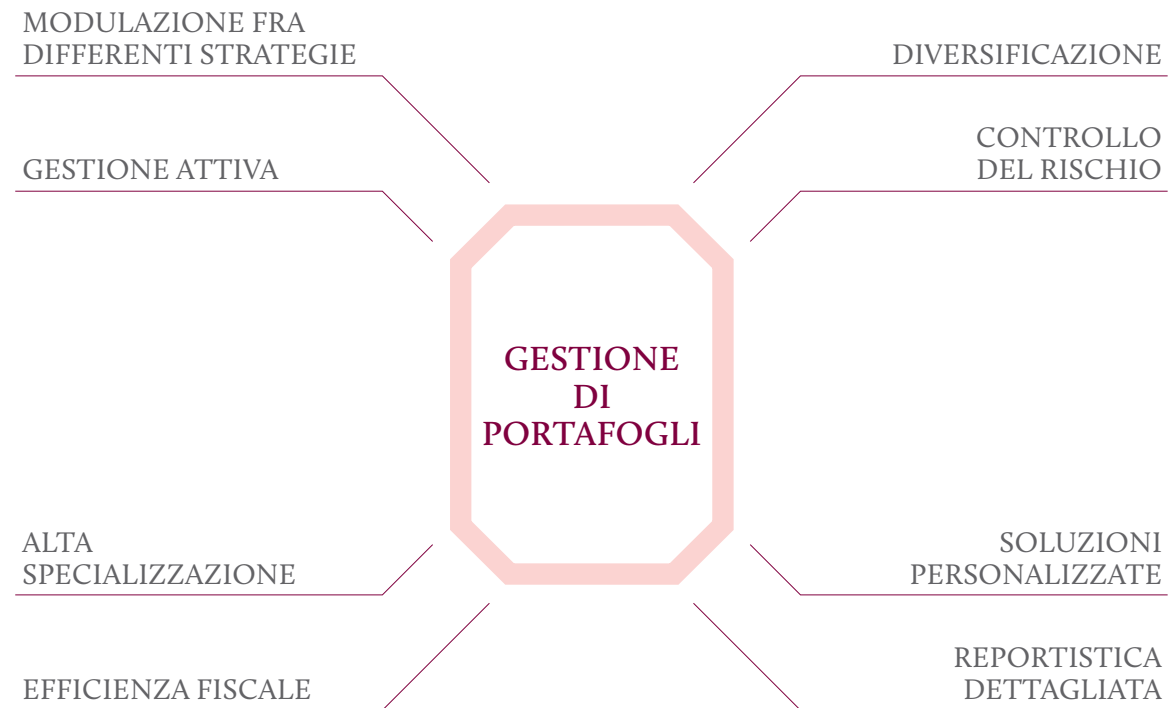 MODULAZIONE FRA
DIFFERENTI STRATEGIE
GESTIONE ATTIVA
DIVERSIFICAZIONE
CONTROLLO
DEL RISCHIO
GESTIONE
DI
PORTAFOGLI
ALTA
SPECIALIZZAZIONE
EFFICIENZA FISCALE
SOLUZIONI
PERSONALIZZATE
REPORTISTICA
DETTAGLIATA